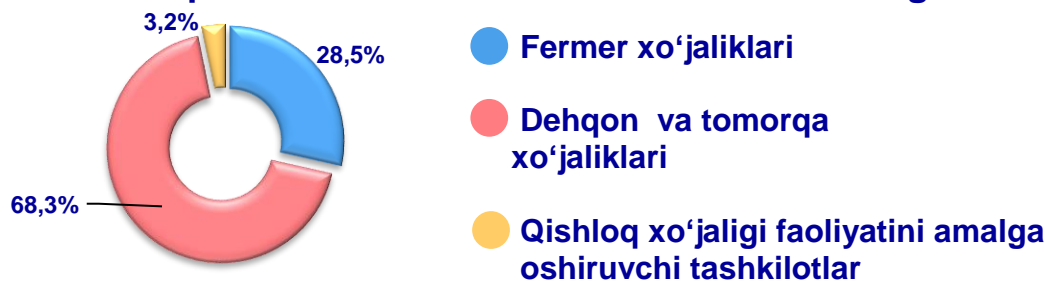 3,2%
28,5%
68,3%
Fermer xo‘jaliklari
Dehqon va tomorqa
xo‘jaliklari
Qishloq xo‘jaligi faoliyatini amalga
oshiruvchi tashkilotlar